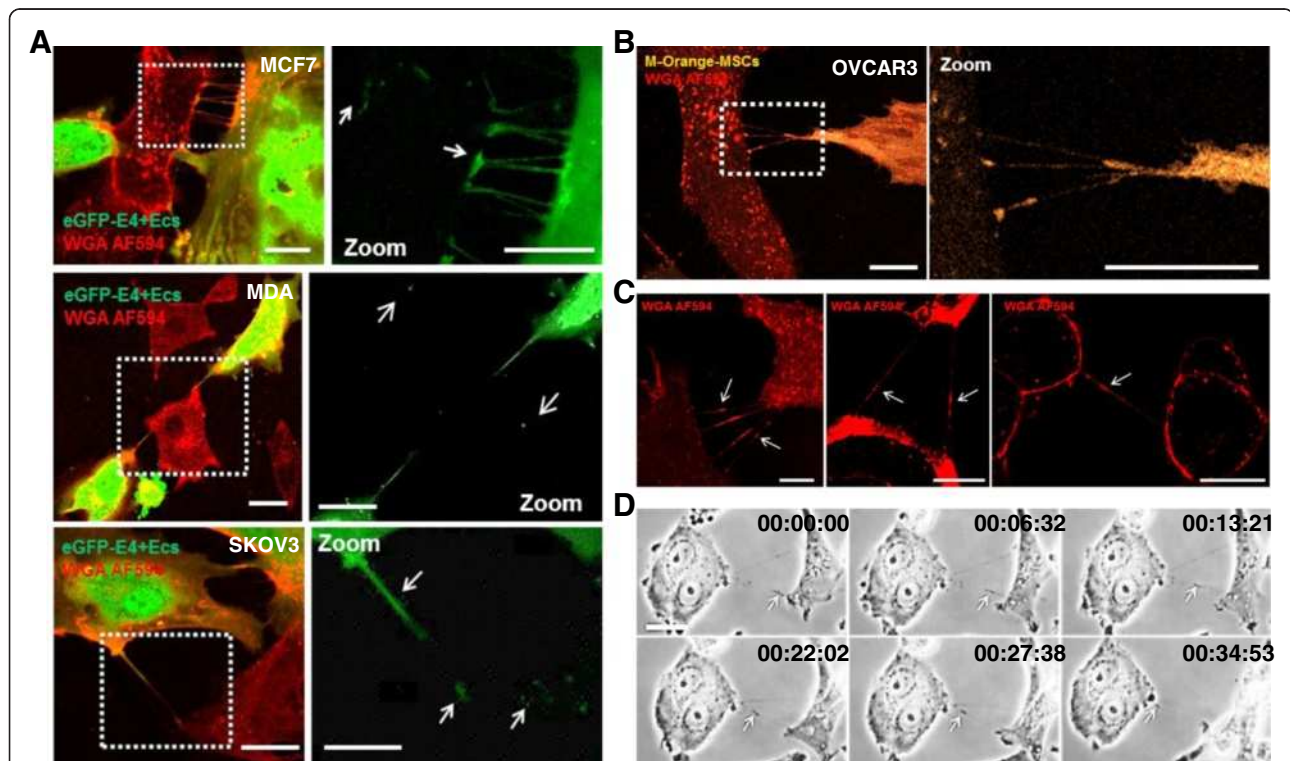 A
MCF7
eGFP-E4+Ecs
WGA AF594
Zoom
eGFP-E4+Ecs
WGA AF594
MDA
Zoom
eGFP-E4+Ecs
WGA AF594
SKOV3
Zoom
B
M-Orange-MSCs
WGA AF594
OVCAR3
Zoom
C
WGA AF594
WGA AF594
WGA AF594
D
00:00:00
00:06:32
00:13:21
00:22:02
00:27:38
00:34:53